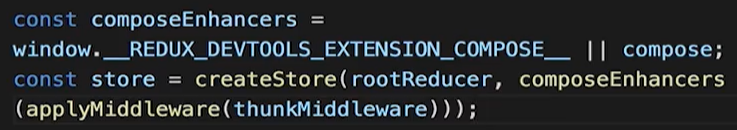 const composeEnhancers =
window.__REDUX_DEVTOOLS_EXTENSION_COMPOSE__ || compose;
const store = createStore(rootReducer, composeEnhancers
(applyMiddleware(thunkMiddleware)));